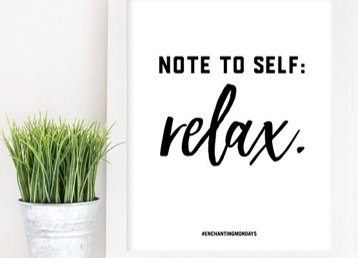 NOTE TO SELF:
relax.
#ENCHANTINGMONDAYS